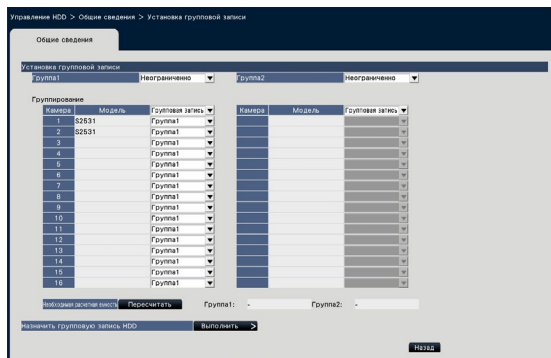 Управление HDD > Общие сведения > Установка групповой записи
Общие сведения
Установка групповой записи
Группа1 Неограниченно Группа2 Неограниченно
Группирование
Камера Модель Групповая запись Камера Модель Групповая запись
1 S2531 Группа1
2 S2531 Группа1
3 Группа1
4 Группа1
5 Группа1
6 Группа1
7 Группа1
8 Группа1
9 Группа1
10 Группа1
11 Группа1
12 Группа1
13 Группа1
14 Группа1
15 Группа1
16 Группа1
Необходимая расчетная емкость Пересчитать Группа1: - Группа2: -
Назначить групповую запись HDD Выполнить >
Назад